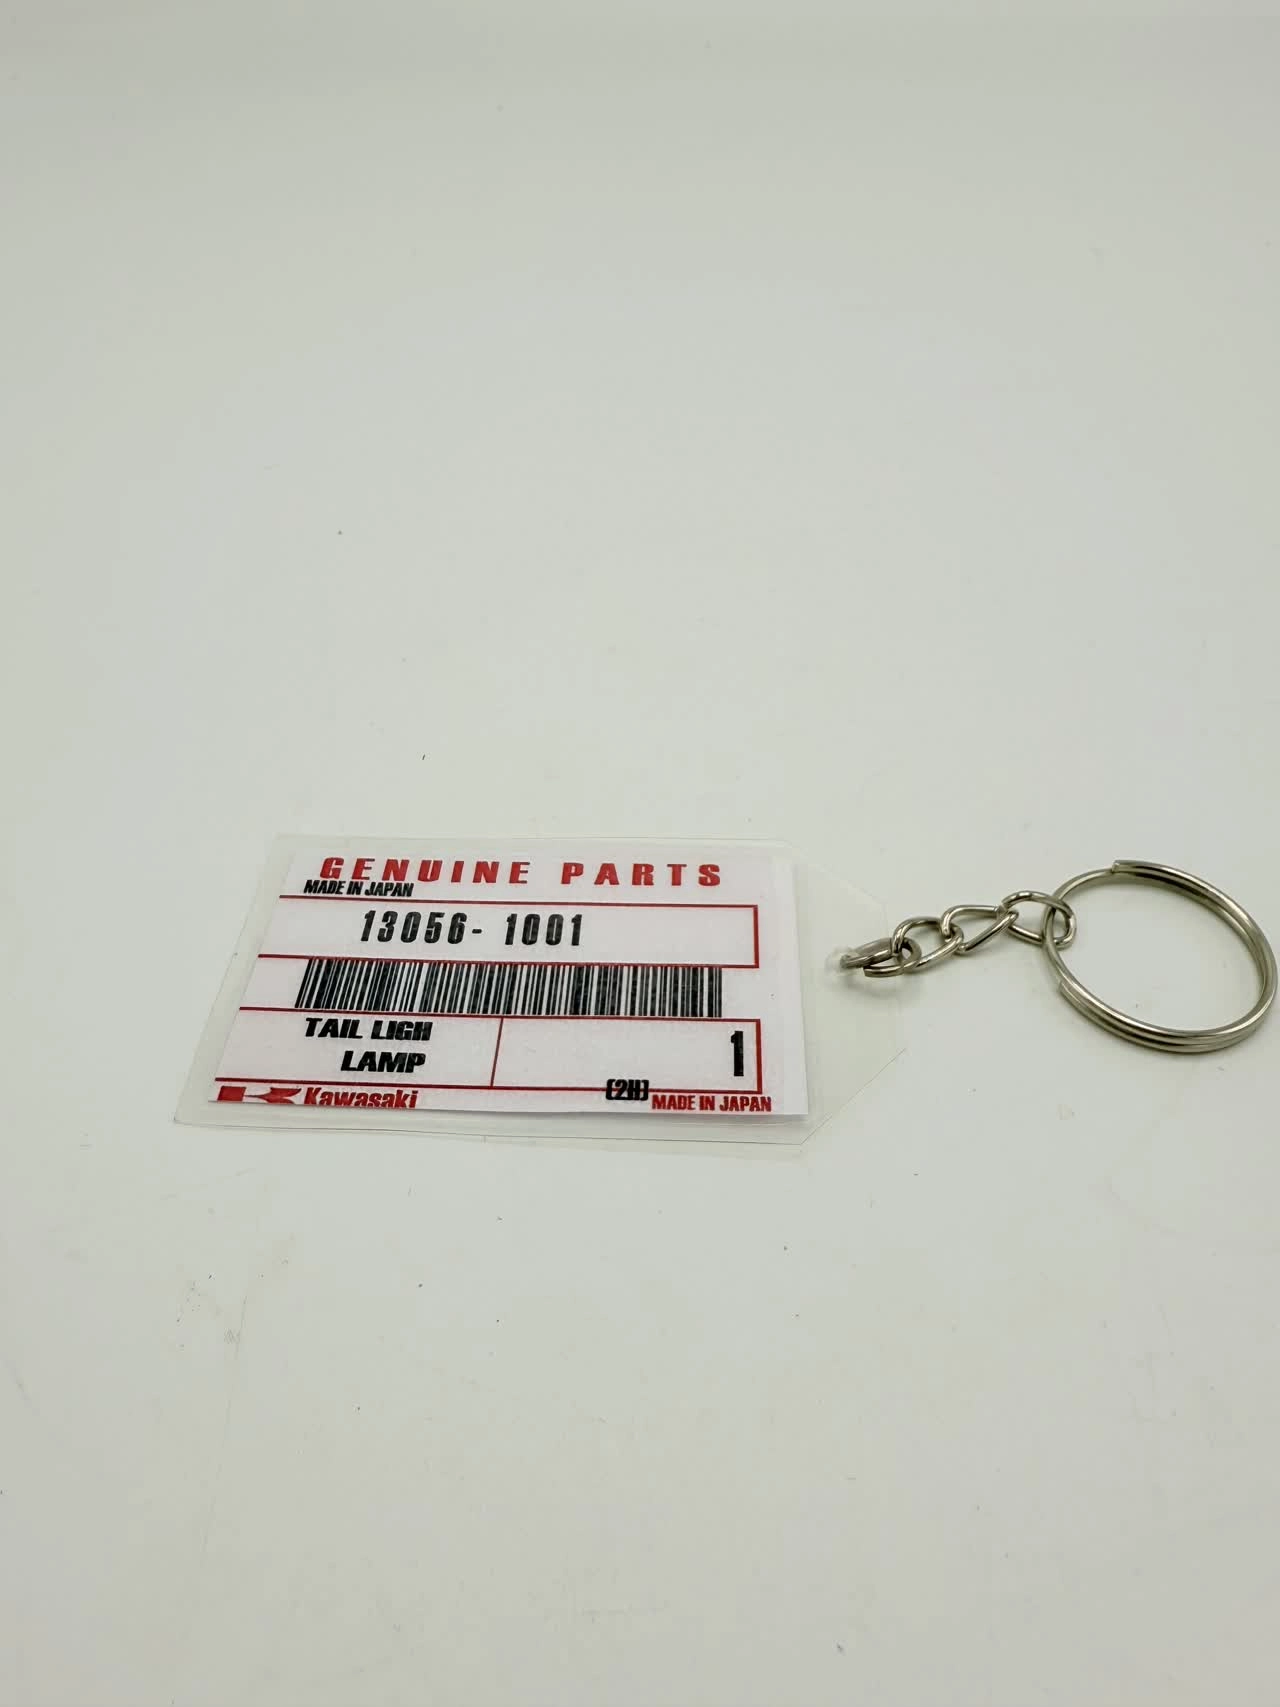 GENUINE PARTS
MADE IN JAPAN
13056- 1001
TAIL LIGH
LAMP
1
(2H)
Kawasaki
MADE IN JAPAN